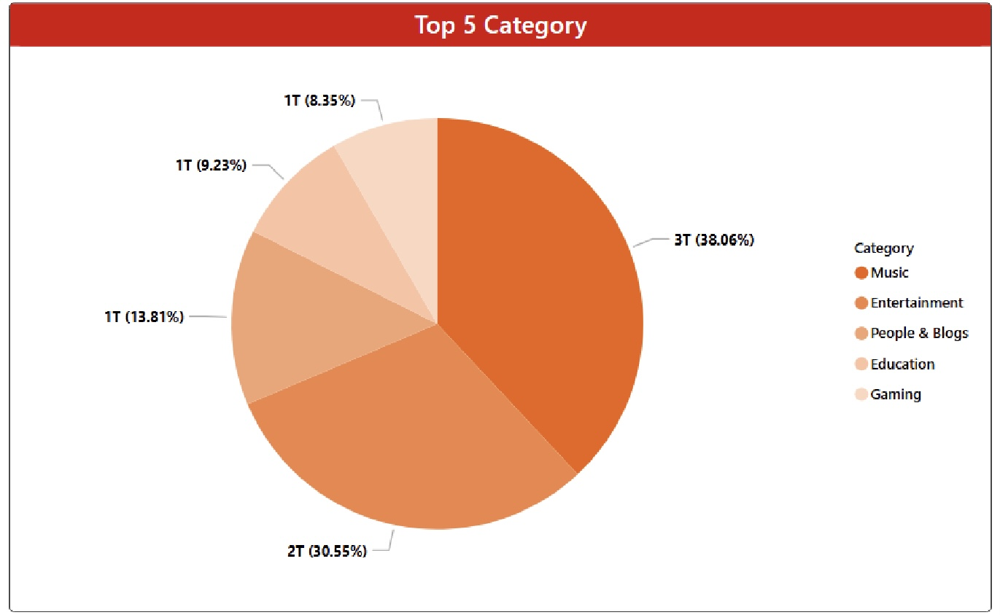 Top 5 Category
1T (8.35%)
1T (9.23%)
3T (38.06%)
1T (13.81%)
2T (30.55%)
Category
Music
Entertainment
People & Blogs
Education
Gaming